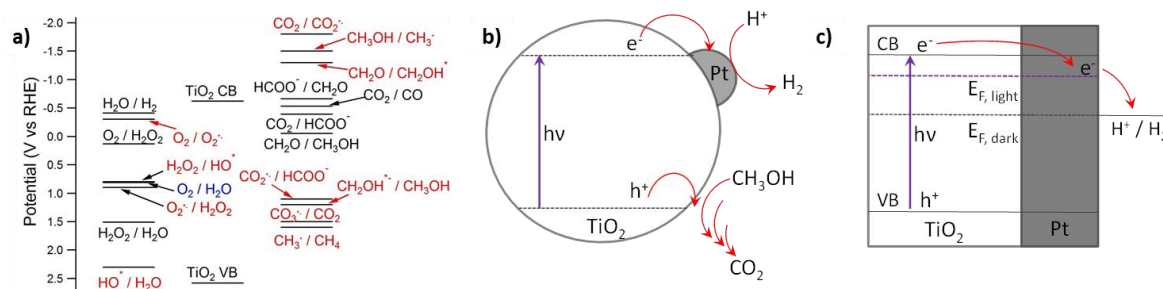 a)
Potential (V vs RHE)
-2.0
-1.5
-1.0
-0.5
0.0
0.5
1.0
1.5
2.0
2.5
H₂O / H₂
O₂ / O₂•⁻
O₂ / H₂O₂
H₂O₂ / HO•
O₂ / H₂O
O₂•⁻ / H₂O₂
H₂O₂ / H₂O
HO• / H₂O
TiO₂ CB
TiO₂ VB
CO₂ / CO₂•⁻
CH₃OH / CH₃•
CH₂O / CH₂OH•
HCOO⁻ / CH₂O
CO₂ / CO
CO₂ / HCOO⁻
CH₂O / CH₃OH
CO₂•⁻ / HCOO⁻
CH₂OH•⁻ / CH₃OH
CO₃•⁻ / CO₂
CH₃• / CH₄
b)
e⁻
H⁺
Pt
H₂
hν
h⁺
CH₃OH
TiO₂
CO₂
c)
CB
e⁻
e⁻
E_F, light
hν
E_F, dark
H⁺ / H₂
VB
h⁺
TiO₂
Pt